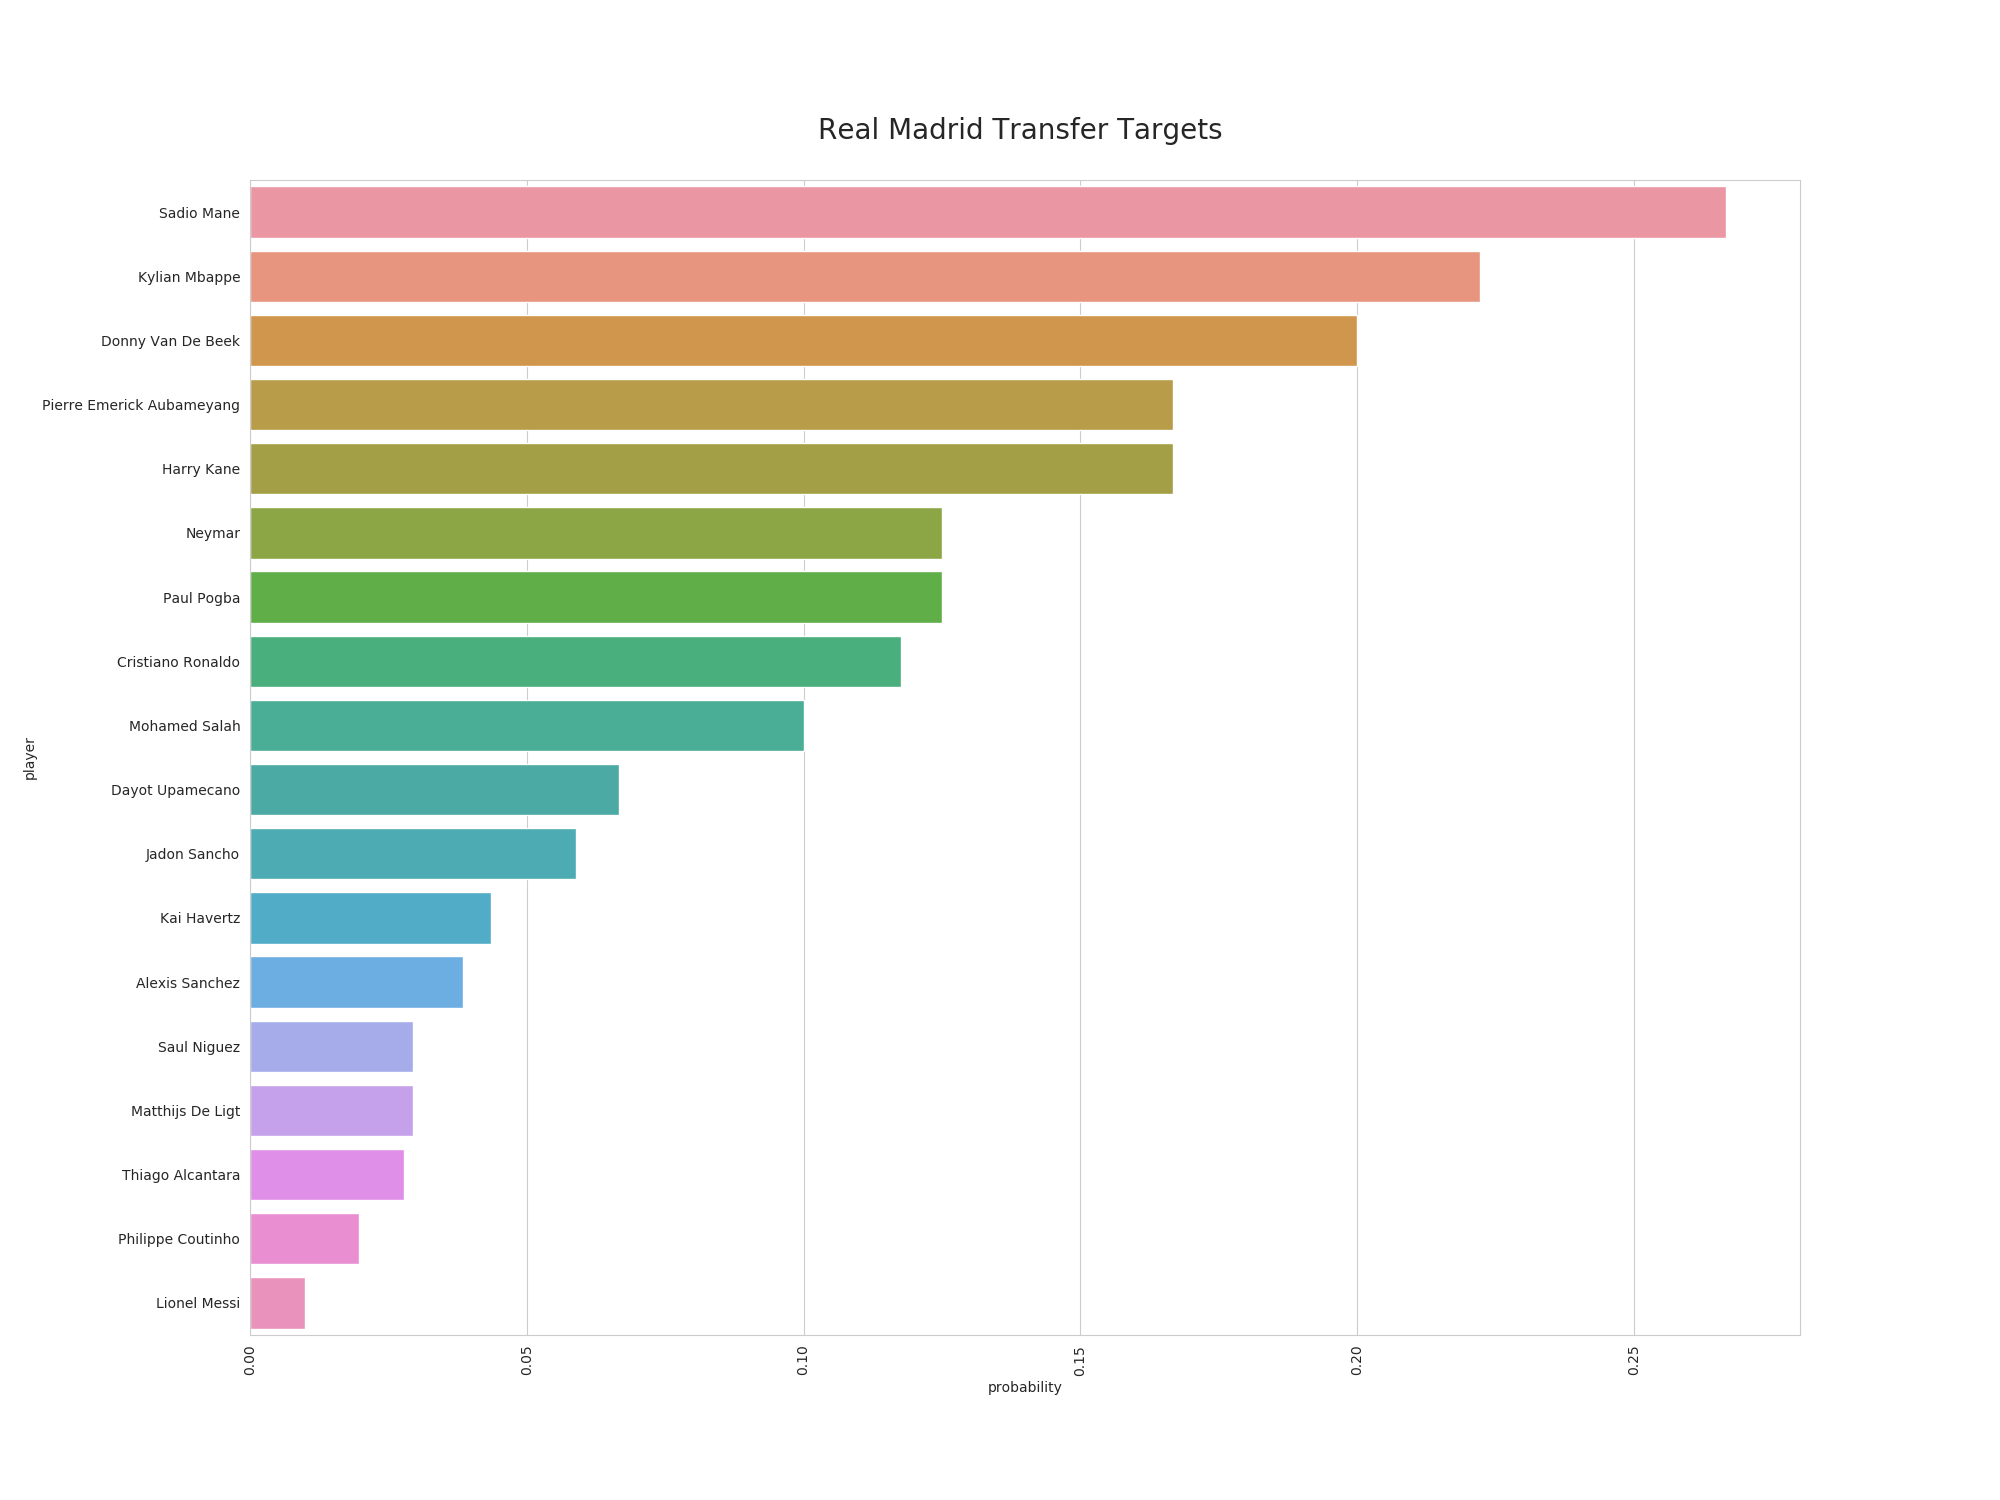 Real Madrid Transfer Targets
Sadio Mane
Kylian Mbappe
Donny Van De Beek
Pierre Emerick Aubameyang
Harry Kane
Neymar
Paul Pogba
Cristiano Ronaldo
Mohamed Salah
player
Dayot Upamecano
Jadon Sancho
Kai Havertz
Alexis Sanchez
Saul Niguez
Matthijs De Ligt
Thiago Alcantara
Philippe Coutinho
Lionel Messi
0.00
0.05
0.10
0.15
0.20
0.25
probability